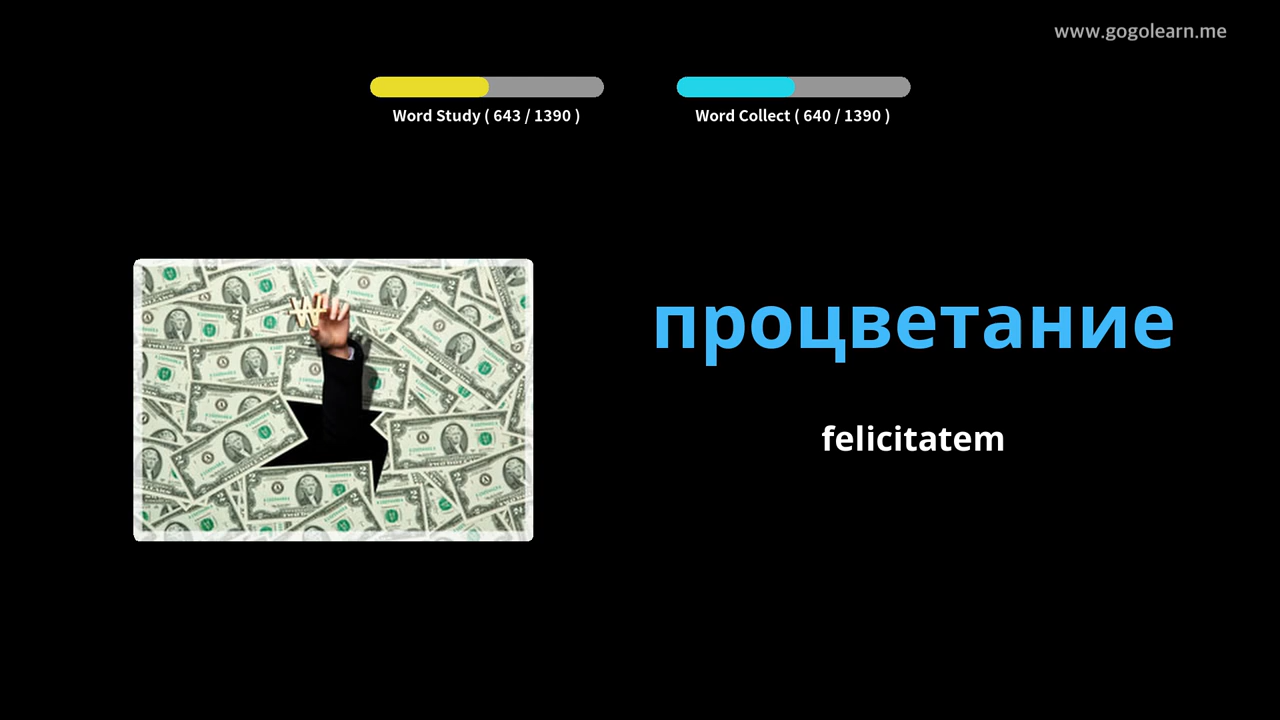 www.gogolearn.me
Word Study ( 643 / 1390 )
Word Collect ( 640 / 1390 )
процветание
felicitatem